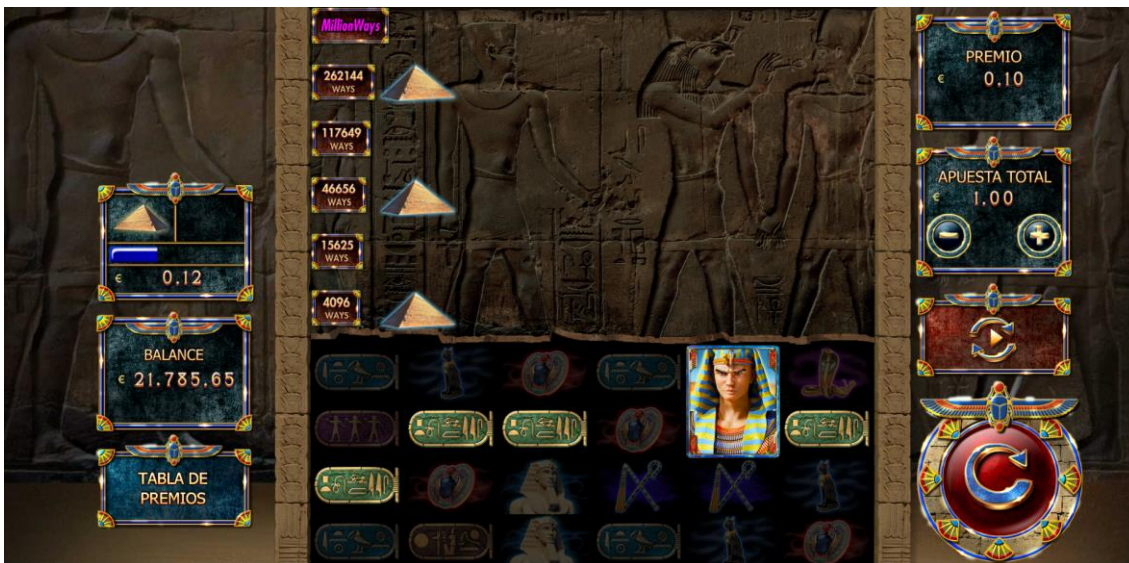 MillionWays
262144
WAYS
117649
WAYS
46656
WAYS
15625
WAYS
4096
WAYS
€ 0.12
BALANCE
€ 21.785.65
TABLA DE
PREMIOS
PREMIO
€ 0.10
APUESTA TOTAL
€ 1.00